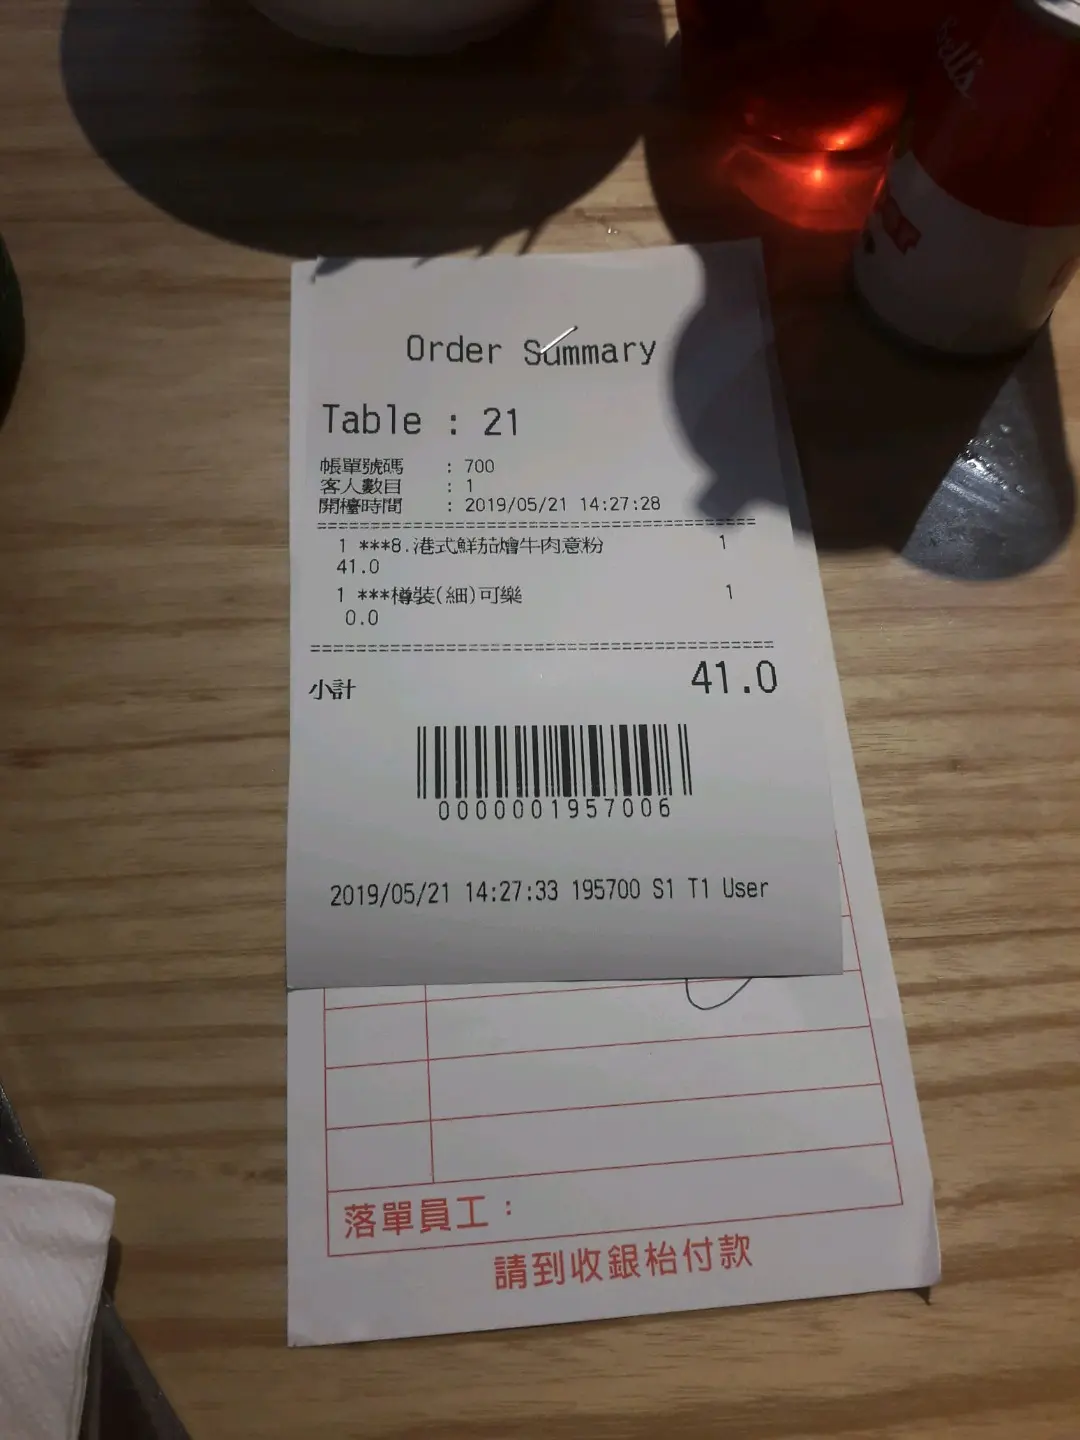 Order Summary
Table : 21
帳單號碼 : 700
客人數目 : 1
開檯時間 : 2019/05/21 14:27:28
1 ***8.港式鮮茄燴牛肉意粉 1
41.0
1 ***樽裝(細)可樂 1
0.0
小計 41.0
0000001957006
2019/05/21 14:27:33 195700 S1 T1 User
落單員工：
請到收銀枱付款